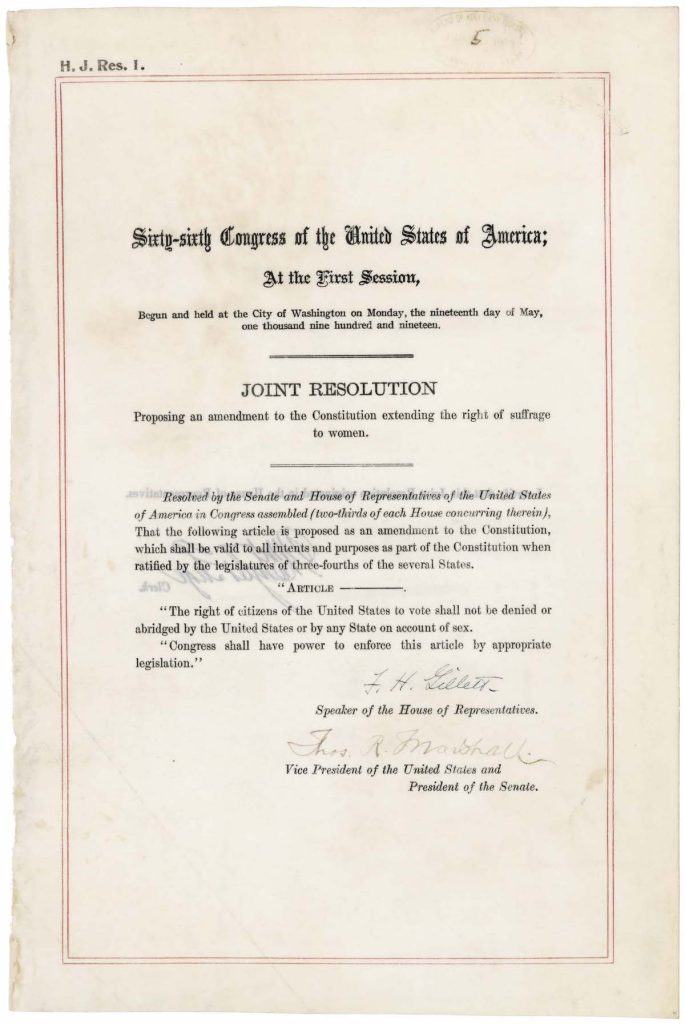 5
H. J. Res. 1.
Sixty-sixth Congress of the United States of America;
At the First Session,
Begun and held at the City of Washington on Monday, the nineteenth day of May,
one thousand nine hundred and nineteen.
JOINT RESOLUTION
Proposing an amendment to the Constitution extending the right of suffrage
to women.
Resolved by the Senate and House of Representatives of the United States
of America in Congress assembled (two-thirds of each House concurring therein),
That the following article is proposed as an amendment to the Constitution,
which shall be valid to all intents and purposes as part of the Constitution when
ratified by the legislatures of three-fourths of the several States.
"ARTICLE ———.
"The right of citizens of the United States to vote shall not be denied or
abridged by the United States or by any State on account of sex.
"Congress shall have power to enforce this article by appropriate
legislation."
F. H. Gillett
Speaker of the House of Representatives.
Thos. R. Marshall.
Vice President of the United States and
President of the Senate.